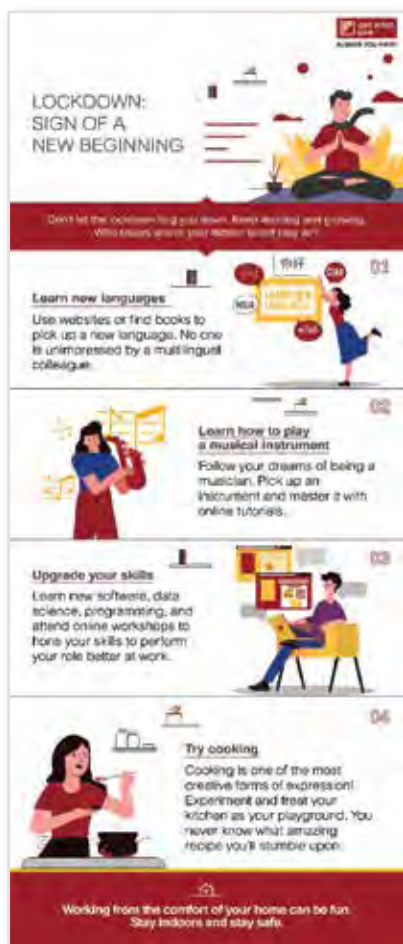 LOCKDOWN:
SIGN OF A
NEW BEGINNING
Don't let the lockdown bog you down. Keep learning and growing.
Who knows where your hidden talent may lie?
01
Learn new languages
Use websites or find books to
pick up a new language. No one
is unimpressed by a multilingual
colleague.
HOLA
02
Learn how to play
a musical instrument
Follow your dreams of being a
musician. Pick up an
instrument and master it with
online tutorials.
03
Upgrade your skills
Learn new software, data
science, programming, and
attend online workshops to
hone your skills to perform
your role better at work.
04
Try cooking
Cooking is one of the most
creative forms of expression!
Experiment and treat your
kitchen as your playground. You
never know what amazing
recipe you'll stumble upon.
Working from the comfort of your home can be fun.
Stay indoors and stay safe.